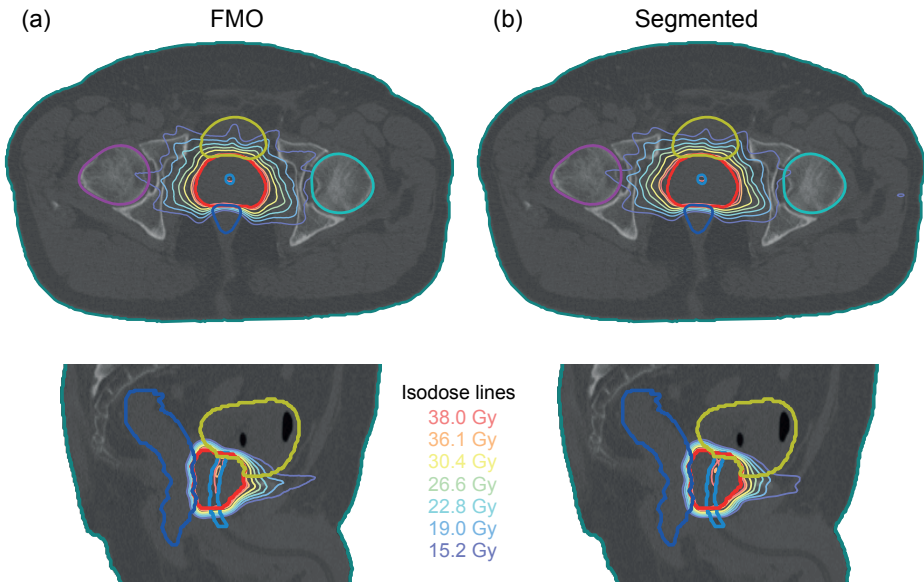 (a) FMO
(b) Segmented
Isodose lines
38.0 Gy
36.1 Gy
30.4 Gy
26.6 Gy
22.8 Gy
19.0 Gy
15.2 Gy